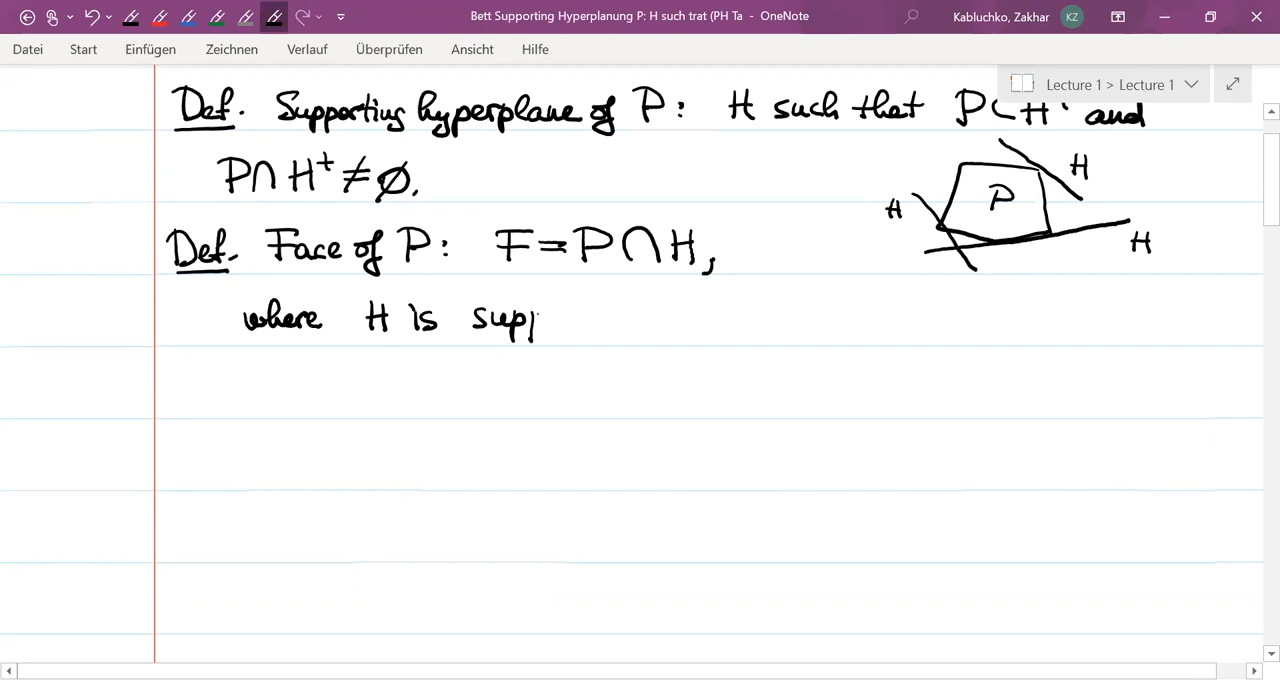 Bett Supporting Hyperplanung P: H such trat (PH Ta - OneNote
Kabluchko, Zakhar KZ
Datei Start Einfügen Zeichnen Verlauf Überprüfen Ansicht Hilfe
Lecture 1 > Lecture 1
Def. Supporting hyperplane of P: H such that P ⊂ H and
P ∩ H⁺ ≠ ∅.
H
P
H
H
Def. Face of P: F = P ∩ H,
where H is supp